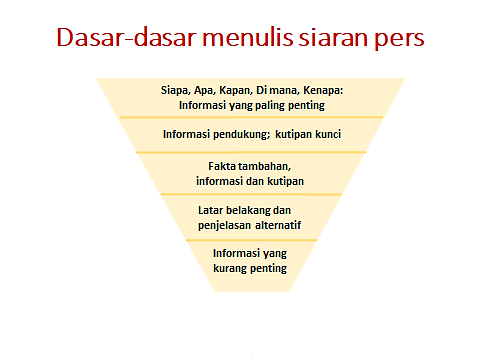 Dasar-dasar menulis siaran pers
Siapa, Apa, Kapan, Di mana, Kenapa:
Informasi yang paling penting
Informasi pendukung; kutipan kunci
Fakta tambahan,
informasi dan kutipan
Latar belakang dan
penjelasan alternatif
Informasi yang
kurang penting